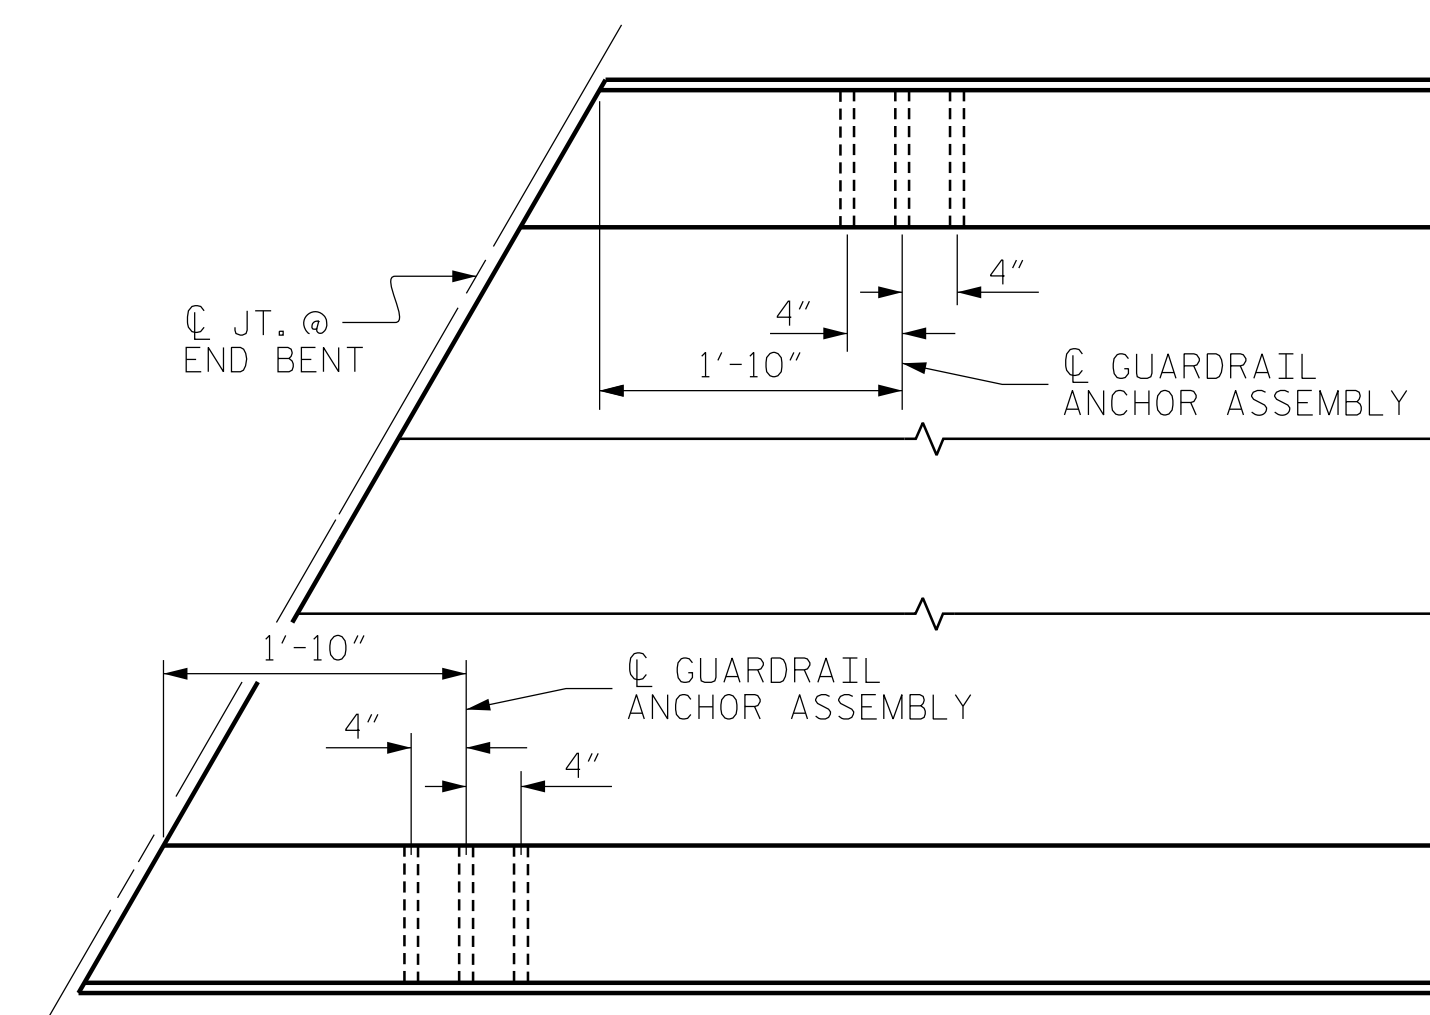 4″
4″
℄ JT. @
END BENT
1′-10″
℄ GUARDRAIL
ANCHOR ASSEMBLY
1′-10″
℄ GUARDRAIL
ANCHOR ASSEMBLY
4″
4″